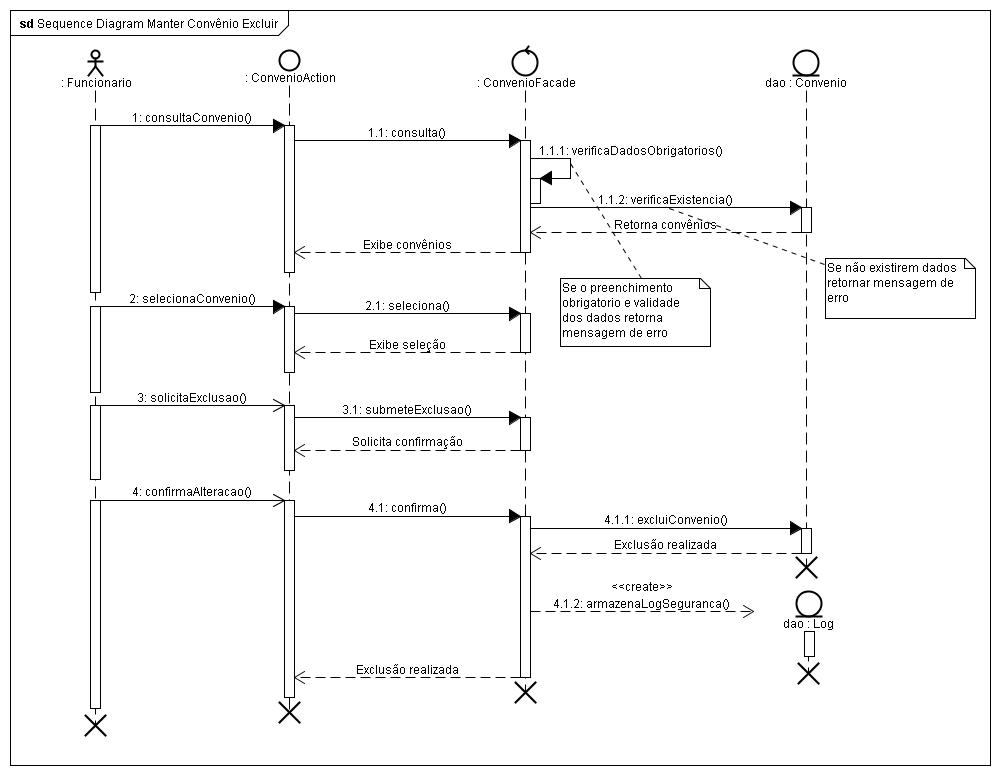 sd Sequence Diagram Manter Convênio Excluir
: Funcionario
: ConvenioAction
: ConvenioFacade
dao : Convenio
1: consultaConvenio()
1.1: consulta()
1.1.1: verificaDadosObrigatorios()
1.1.2: verificaExistencia()
Retorna convênios
Exibe convênios
Se não existirem dados
retornar mensagem de
erro
Se o preenchimento
obrigatorio e validade
dos dados retorna
mensagem de erro
2: selecionaConvenio()
2.1: seleciona()
Exibe seleção
3: solicitaExclusao()
3.1: submeteExclusao()
Solicita confirmação
4: confirmaAlteracao()
4.1: confirma()
4.1.1: excluiConvenio()
Exclusão realizada
<<create>>
4.1.2: armazenaLogSeguranca()
dao : Log
Exclusão realizada